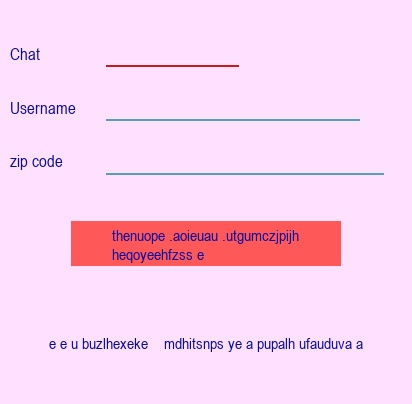 Chat
Username
zip code
thenuope .aoieuau .utgumczjpijh
heqoyeehfzss e
e e u buzlhexeke mdhitsnps ye a pupalh ufauduva a